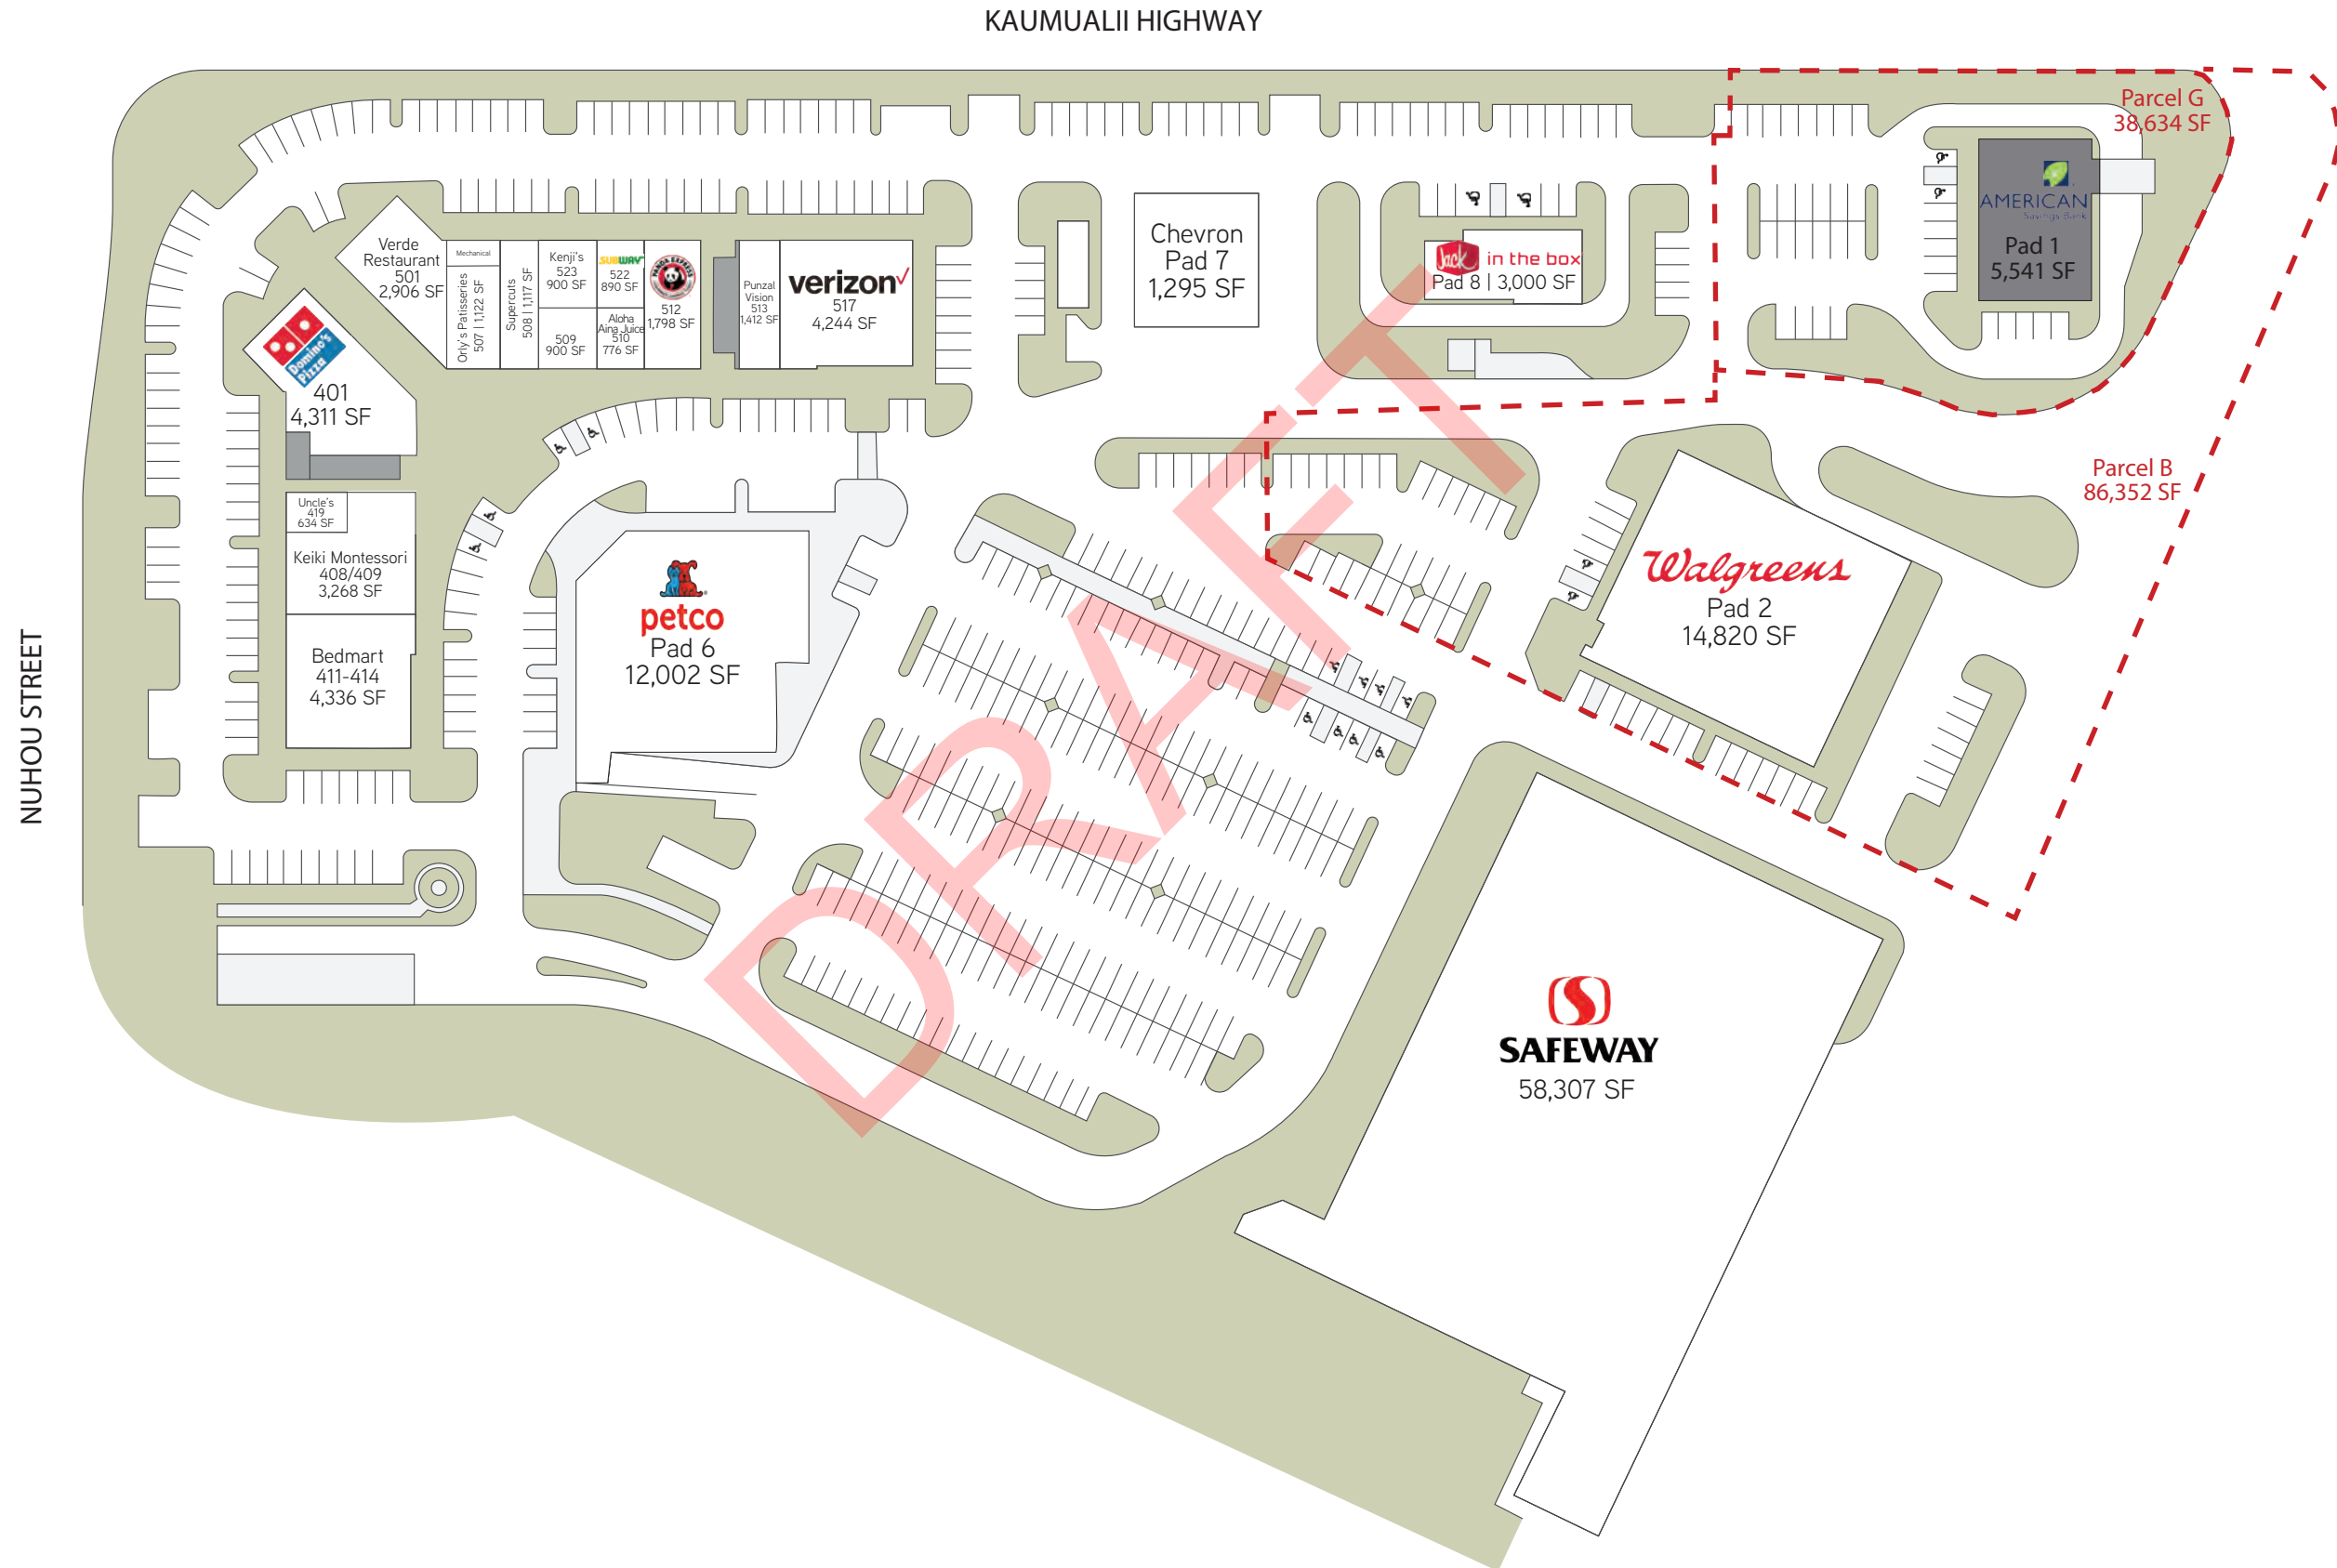 KAUMUALII HIGHWAY
NUHOU STREET
Parcel G
38,634 SF
AMERICAN
Savings Bank
Pad 1
5,541 SF
Verde
Restaurant
501
2,906 SF
Mechanical
Orly's Patisseries
507 | 1,122 SF
Supercuts
508 | 1,117 SF
Kenji's
523
900 SF
509
900 SF
SUBWAY
522
890 SF
Aloha
Aina Juice
510
776 SF
PANDA EXPRESS
512
1,798 SF
Punzal
Vision
513
1,412 SF
verizon
517
4,244 SF
Chevron
Pad 7
1,295 SF
Jack in the box
Pad 8 | 3,000 SF
Domino's
Pizza
401
4,311 SF
Uncle's
419
634 SF
Keiki Montessori
408/409
3,268 SF
Bedmart
411-414
4,336 SF
petco
Pad 6
12,002 SF
Walgreens
Pad 2
14,820 SF
Parcel B
86,352 SF
SAFEWAY
58,307 SF
DRAFT